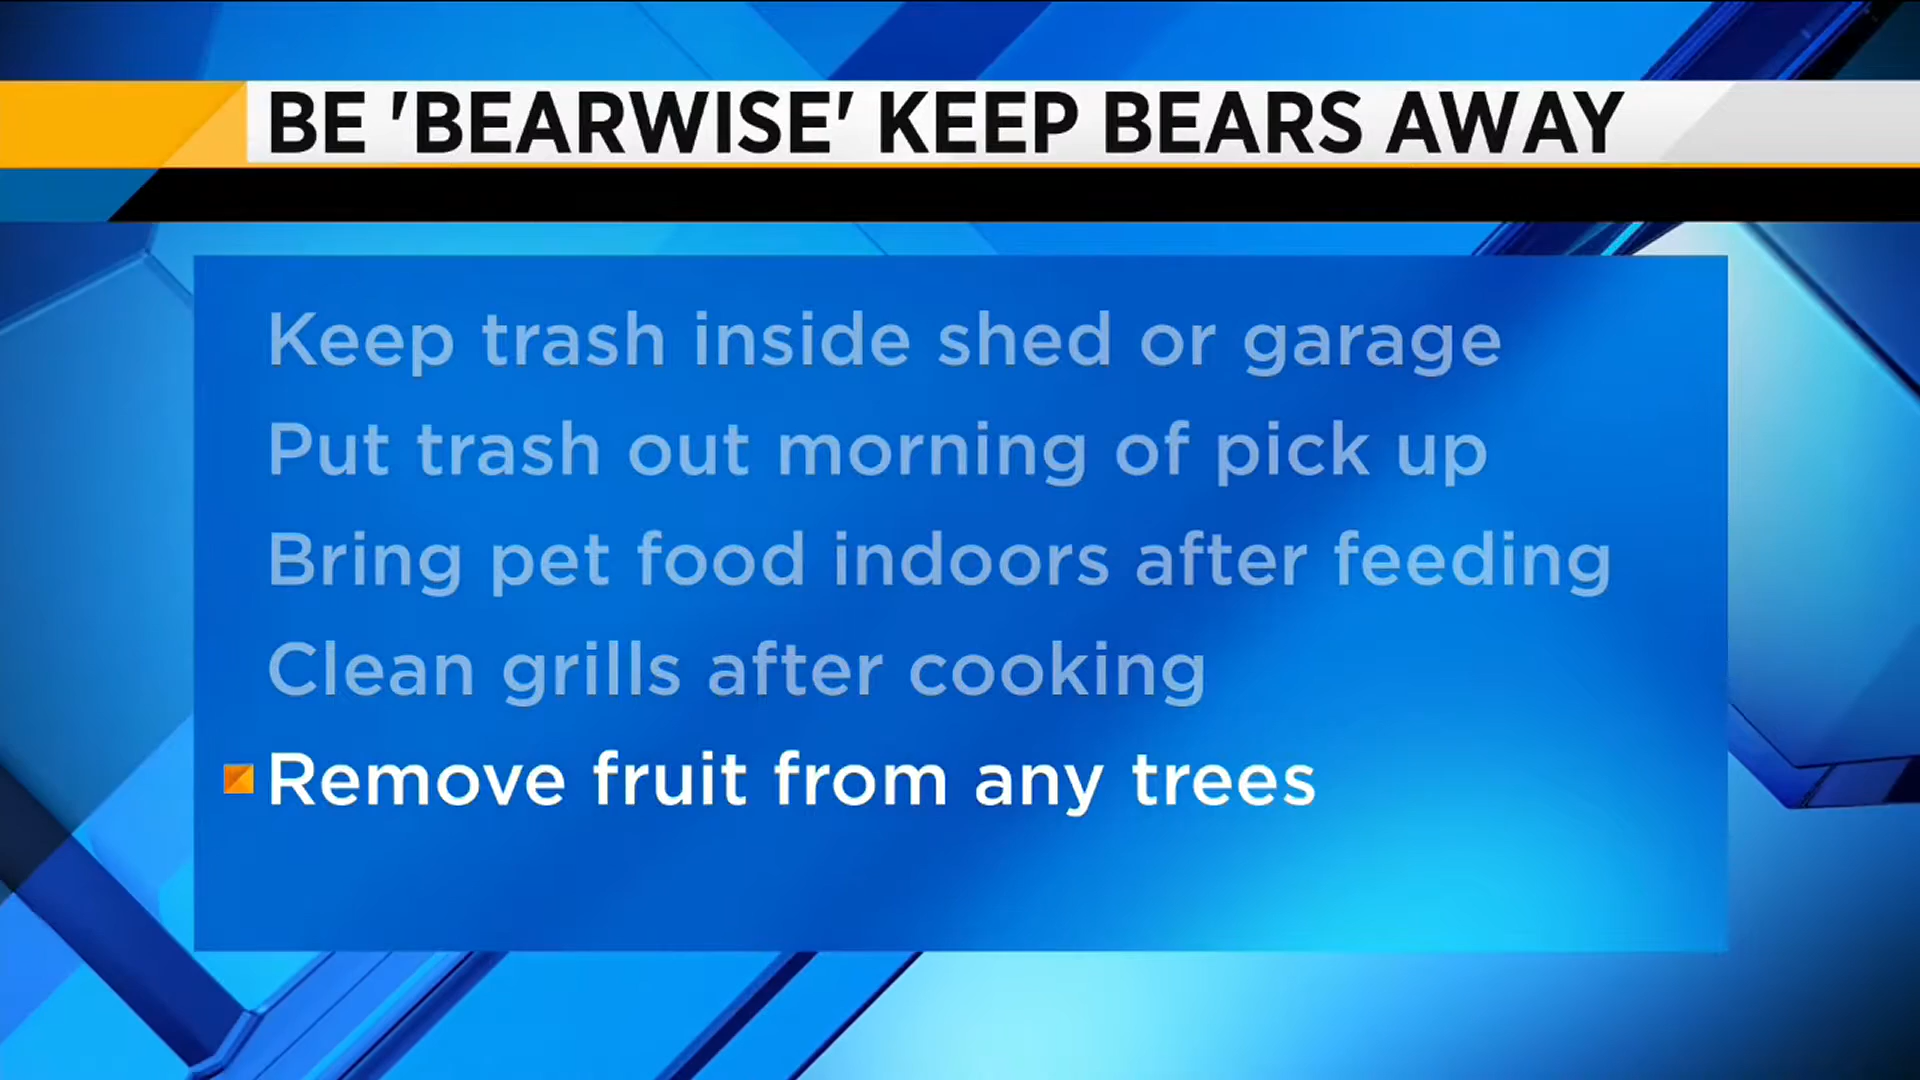 BE 'BEARWISE' KEEP BEARS AWAY
Keep trash inside shed or garage
Put trash out morning of pick up
Bring pet food indoors after feeding
Clean grills after cooking
Remove fruit from any trees